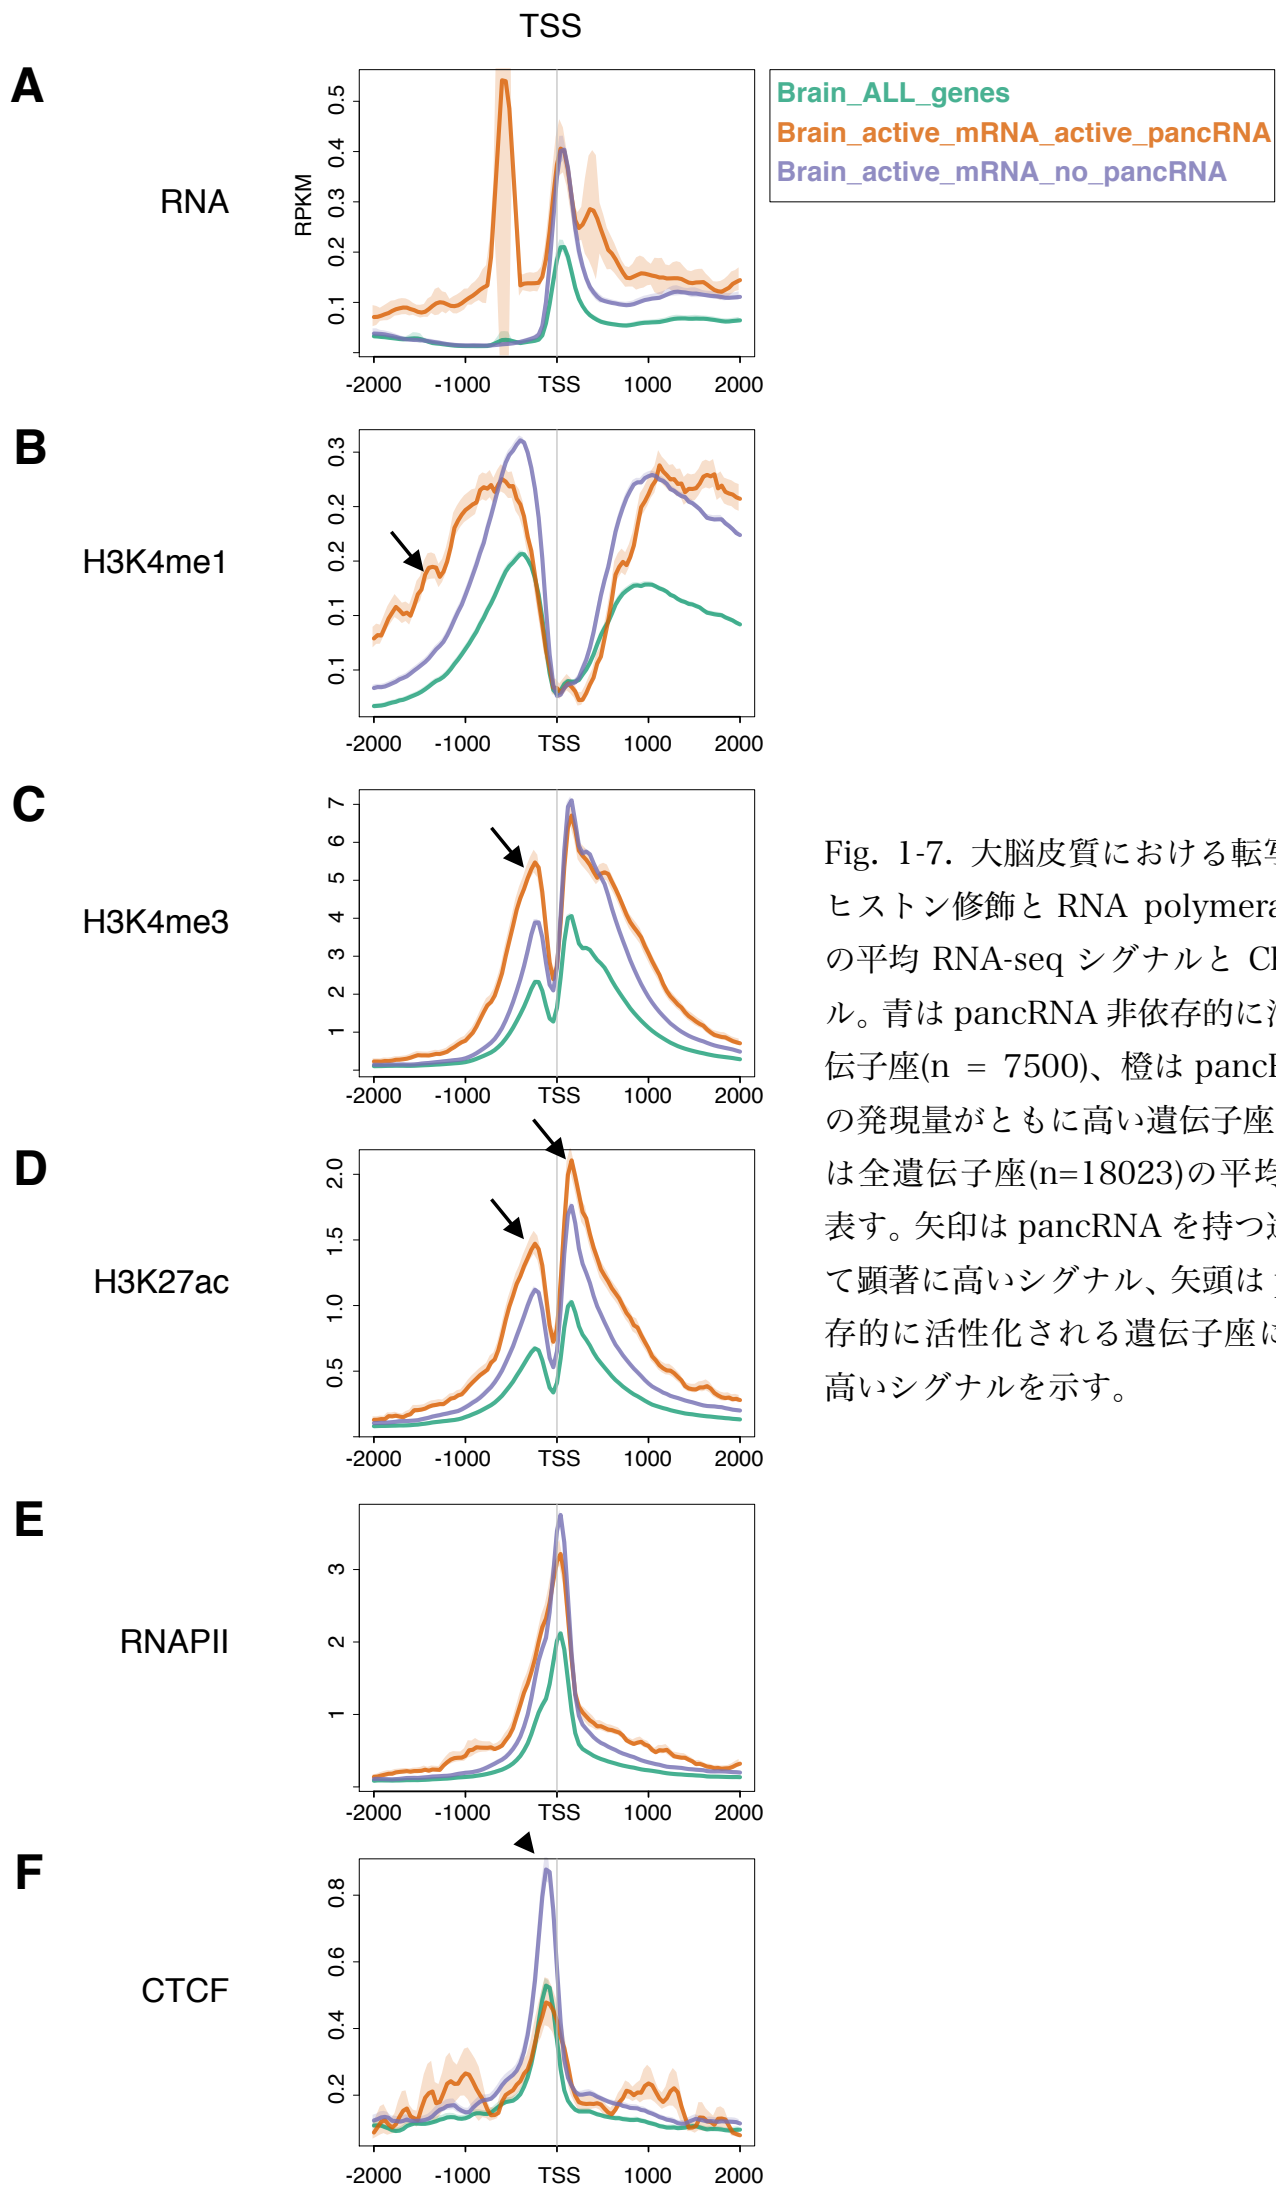 TSS
A
RNA
RPKM
0.1 0.2 0.3 0.4 0.5
-2000 -1000 TSS 1000 2000
Brain_ALL_genes
Brain_active_mRNA_active_pancRNA
Brain_active_mRNA_no_pancRNA
B
H3K4me1
0.1 0.1 0.2 0.2 0.3
-2000 -1000 TSS 1000 2000
C
H3K4me3
1 2 3 4 5 6 7
-2000 -1000 TSS 1000 2000
D
H3K27ac
0.5 1.0 1.5 2.0
-2000 -1000 TSS 1000 2000
E
RNAPII
1 2 3
-2000 -1000 TSS 1000 2000
F
CTCF
0.2 0.4 0.6 0.8
-2000 -1000 TSS 1000 2000
Fig. 1-7. 大脳皮質における転写
ヒストン修飾と RNA polymera
の平均 RNA-seq シグナルと
ル。青は pancRNA 非依存的に
伝子座(n = 7500)、橙は
の発現量がともに高い遺伝子座
は全遺伝子座(n=18023)の平均
表す。矢印は pancRNA を持つ
て顕著に高いシグナル、矢頭は
存的に活性化される遺伝子座に
高いシグナルを示す。